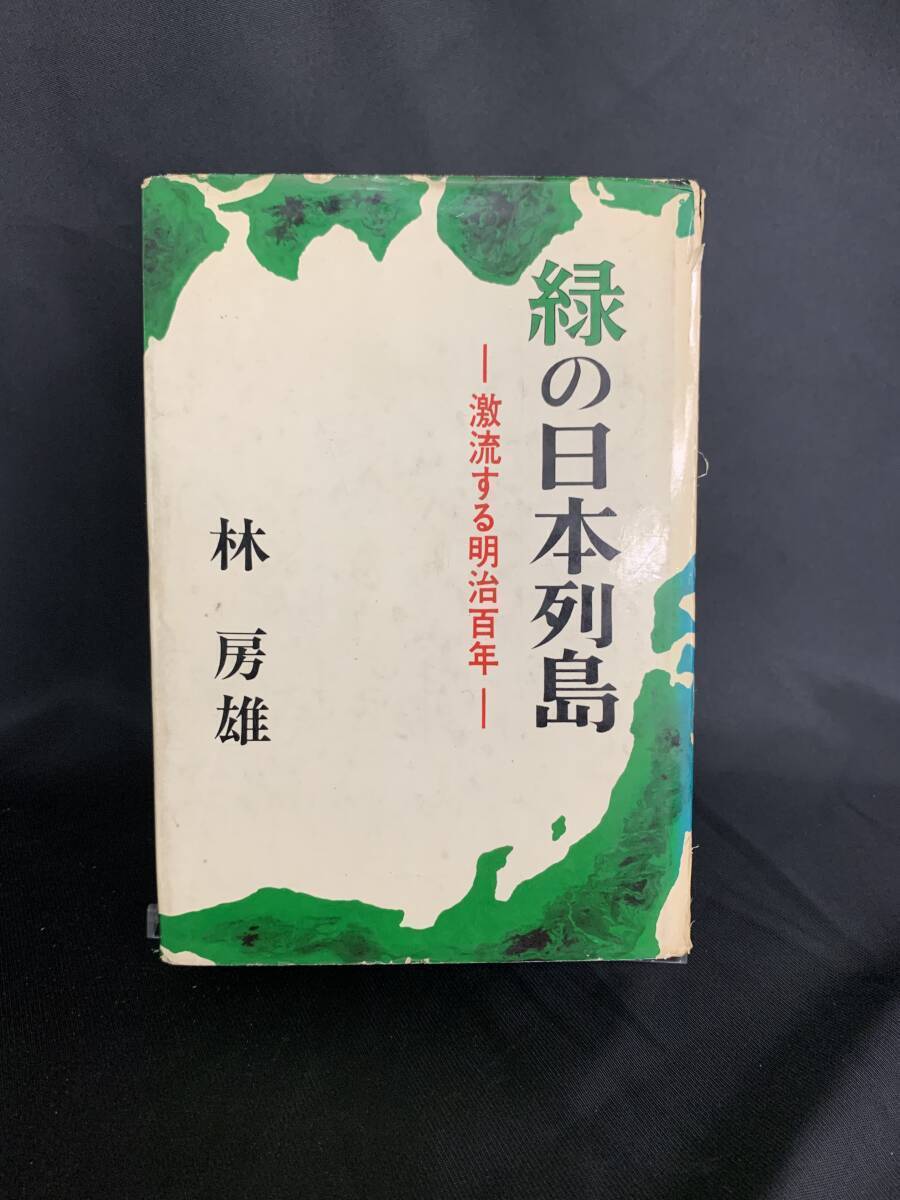 緑の日本列島
―激流する明治百年―
林房雄